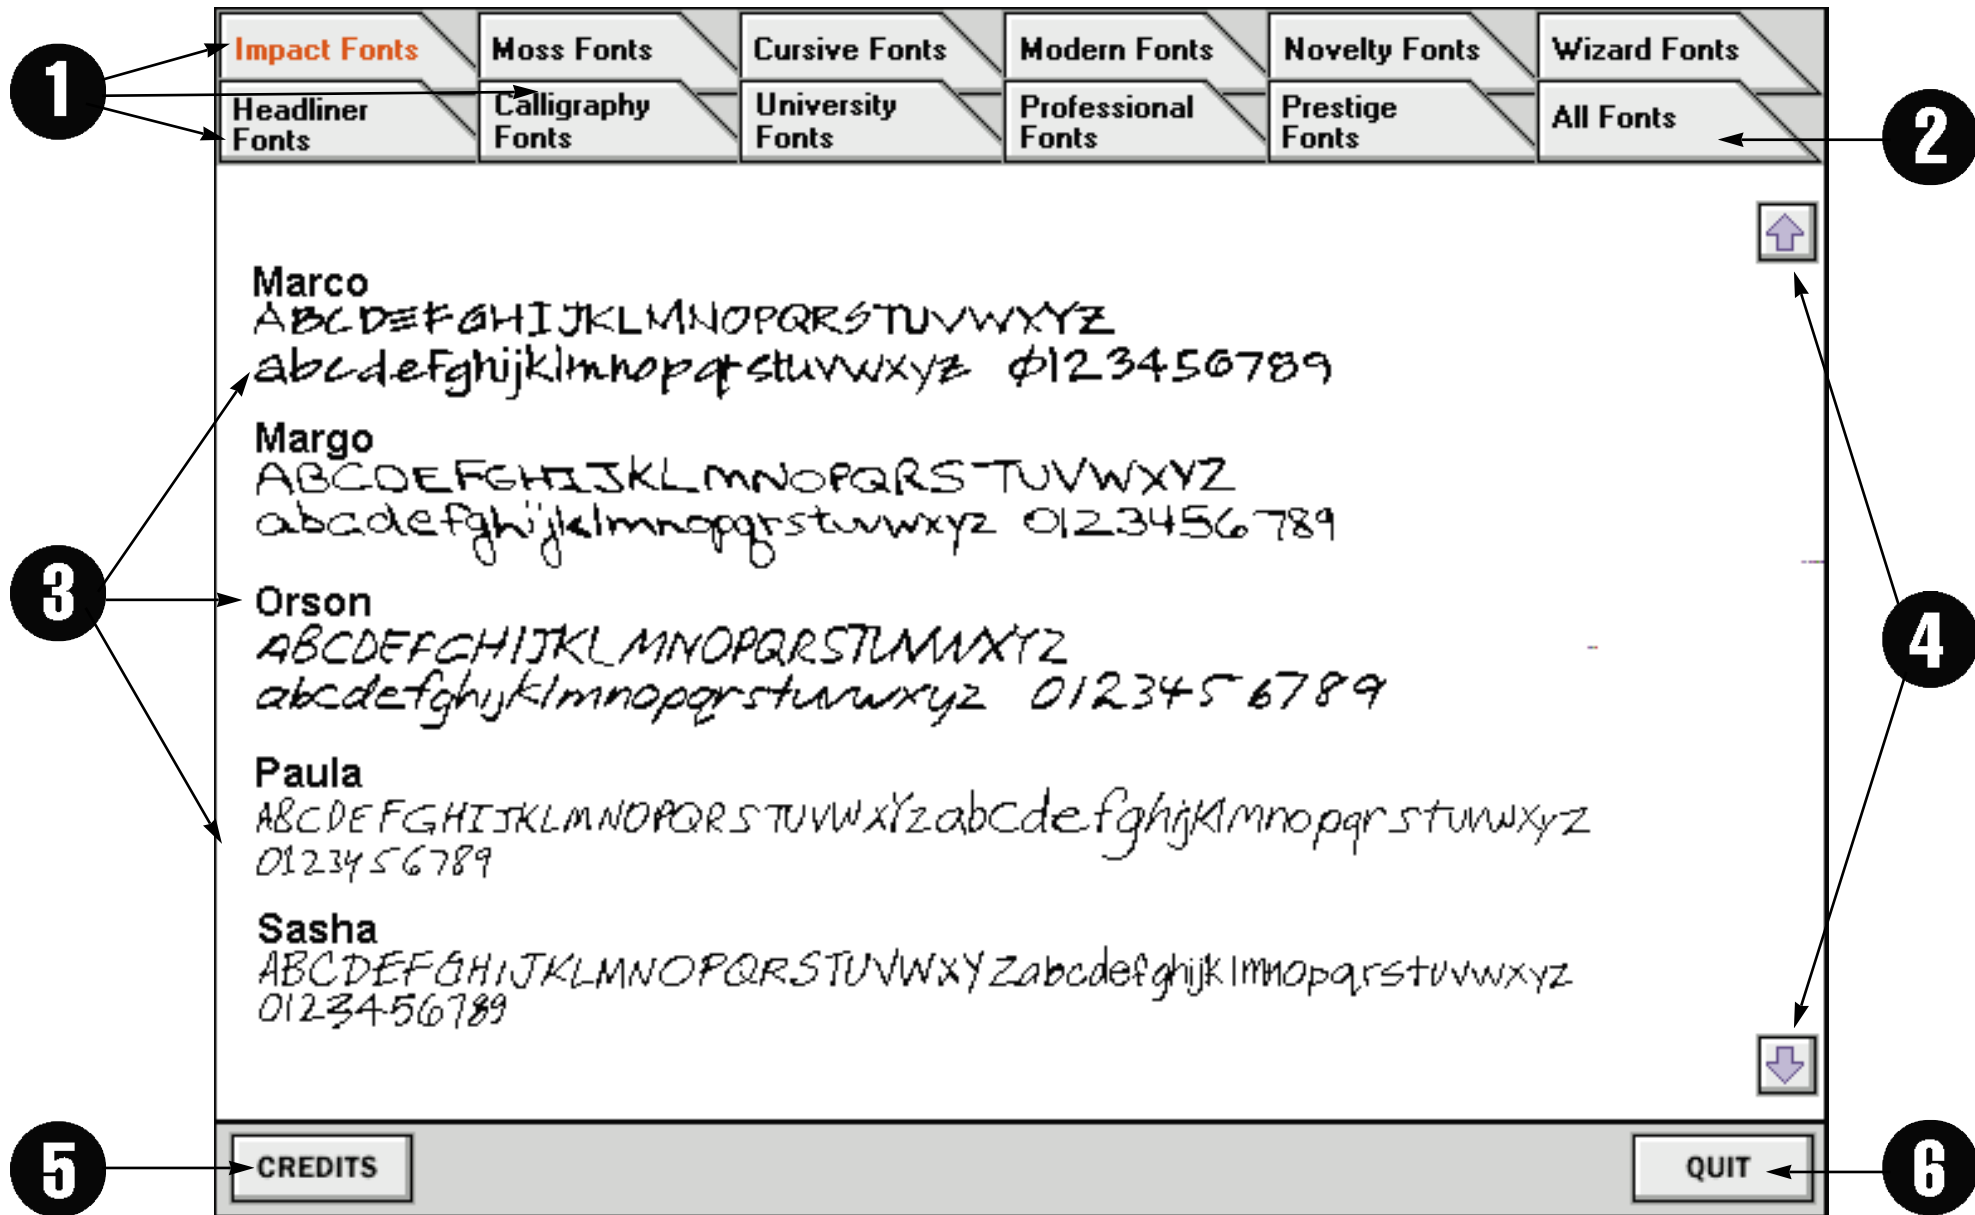 1
Impact Fonts
Moss Fonts
Cursive Fonts
Modern Fonts
Novelty Fonts
Wizard Fonts
Headliner
Fonts
Calligraphy
Fonts
University
Fonts
Professional
Fonts
Prestige
Fonts
All Fonts
2
Marco
ABCDEFGHIJKLMNOPQRSTUVWXYZ
abcdefghijklmnopqrstuvwxyz 0123456789
Margo
ABCDEFGHIJKLMNOPQRSTUVWXYZ
abcdefghijklmnopqrstuvwxyz 0123456789
3
Orson
ABCDEFGHIJKLMNOPQRSTUVWXYZ
abcdefghijklmnopqrstuvwxyz 0123456789
4
Paula
ABCDEFGHIJKLMNOPQRSTUVWXYZabcdefghijklmnopqrstuvwxyz
0123456789
Sasha
ABCDEFGHIJKLMNOPQRSTUVWXYZabcdefghijklmnopqrstuvwxyz
0123456789
5
CREDITS
QUIT
6